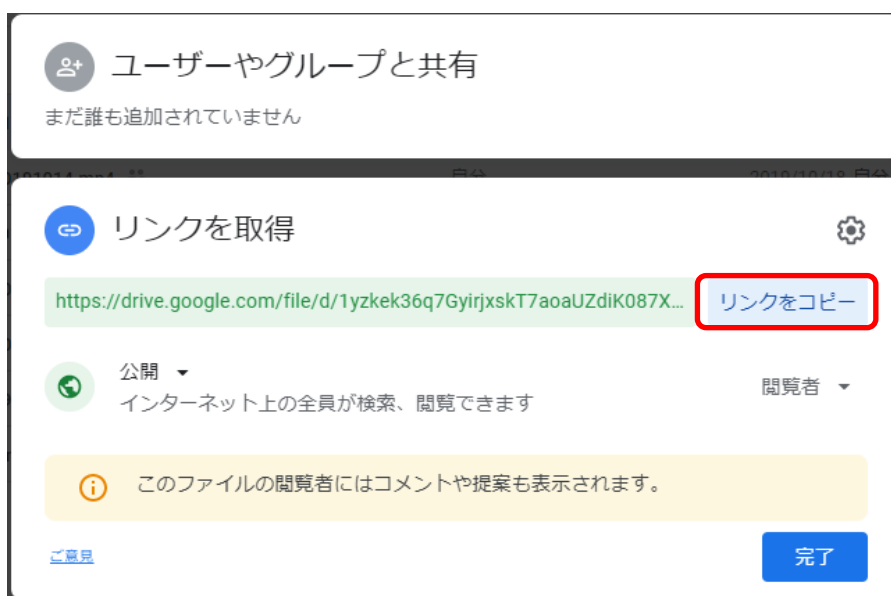 ユーザーやグループと共有
まだ誰も追加されていません
リンクを取得
https://drive.google.com/file/d/1yzkek36q7GyirjxskT7aoaUZdiK087X...
リンクをコピー
公開
インターネット上の全員が検索、閲覧できます
閲覧者
このファイルの閲覧者にはコメントや提案も表示されます。
ご意見
完了